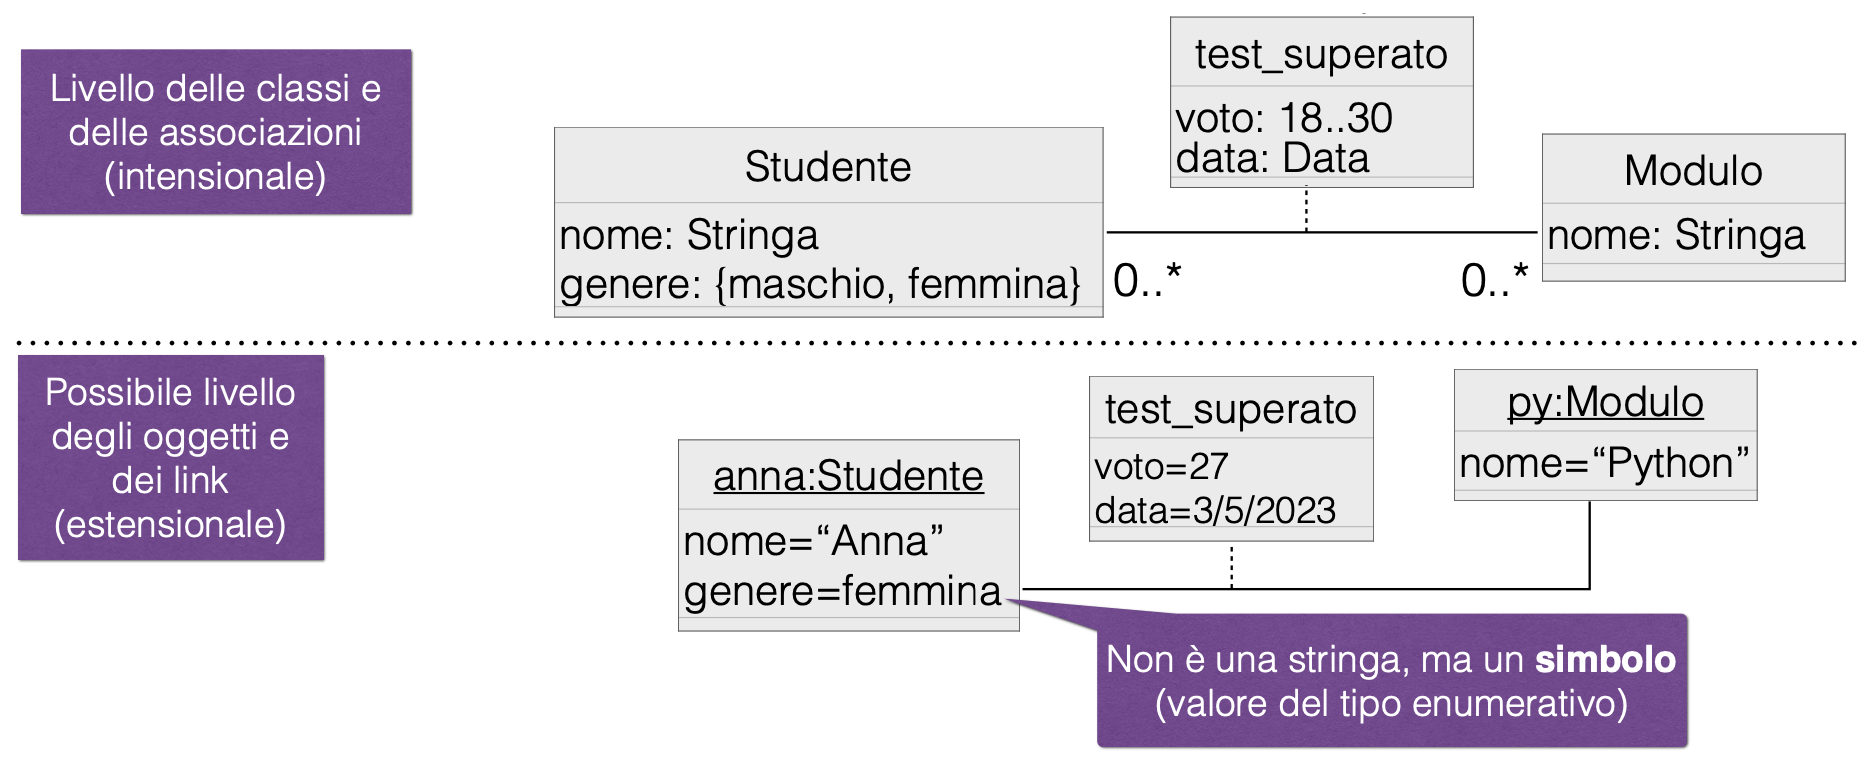 Livello delle classi e
delle associazioni
(intensionale)
test_superato
voto: 18..30
data: Data
Studente
nome: Stringa
genere: {maschio, femmina}
0..*
0..*
Modulo
nome: Stringa
Possibile livello
degli oggetti e
dei link
(estensionale)
anna:Studente
nome=“Anna”
genere=femmina
test_superato
voto=27
data=3/5/2023
py:Modulo
nome=“Python”
Non è una stringa, ma un simbolo
(valore del tipo enumerativo)